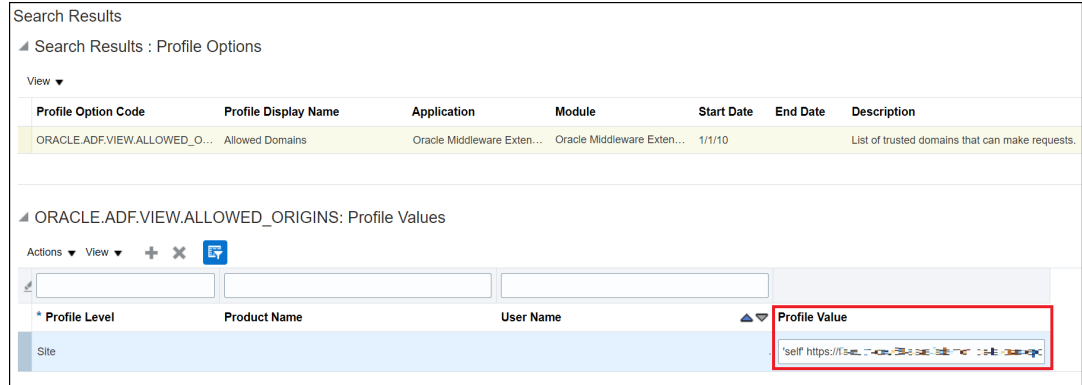 Search Results
Search Results : Profile Options
View
Profile Option Code Profile Display Name Application Module Start Date End Date Description
ORACLE.ADF.VIEW.ALLOWED_O... Allowed Domains Oracle Middleware Exten... Oracle Middleware Exten... 1/1/10 List of trusted domains that can make requests.
ORACLE.ADF.VIEW.ALLOWED_ORIGINS: Profile Values
Actions View
* Profile Level Product Name User Name Profile Value
Site 'self' https://